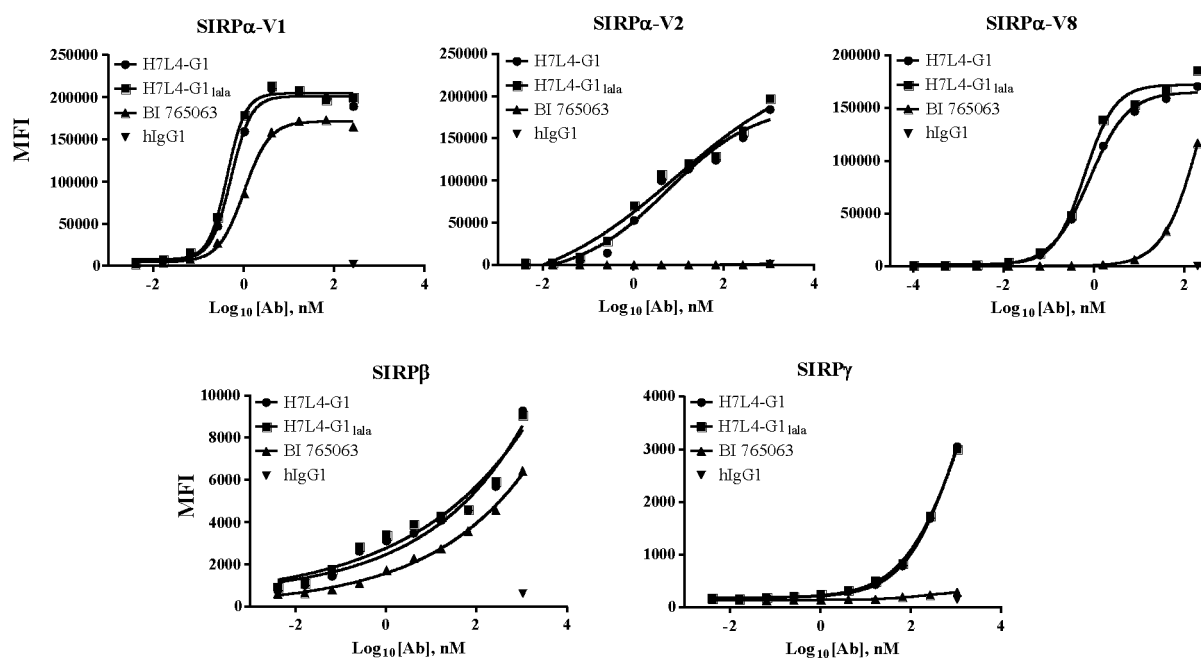 SIRPα-V1
MFI
250000
200000
150000
100000
50000
0
H7L4-G1
H7L4-G1lala
BI 765063
hIgG1
-2
0
2
4
Log10 [Ab], nM
SIRPα-V2
250000
200000
150000
100000
50000
0
H7L4-G1
H7L4-G1lala
BI 765063
hIgG1
-2
0
2
4
Log10 [Ab], nM
SIRPα-V8
200000
150000
100000
50000
0
H7L4-G1
H7L4-G1lala
BI 765063
hIgG1
-4
-2
0
2
Log10 [Ab], nM
SIRPβ
MFI
10000
8000
6000
4000
2000
0
H7L4-G1
H7L4-G1lala
BI 765063
hIgG1
-2
0
2
4
Log10 [Ab], nM
SIRPγ
4000
3000
2000
1000
0
H7L4-G1
H7L4-G1lala
BI 765063
hIgG1
-2
0
2
4
Log10 [Ab], nM